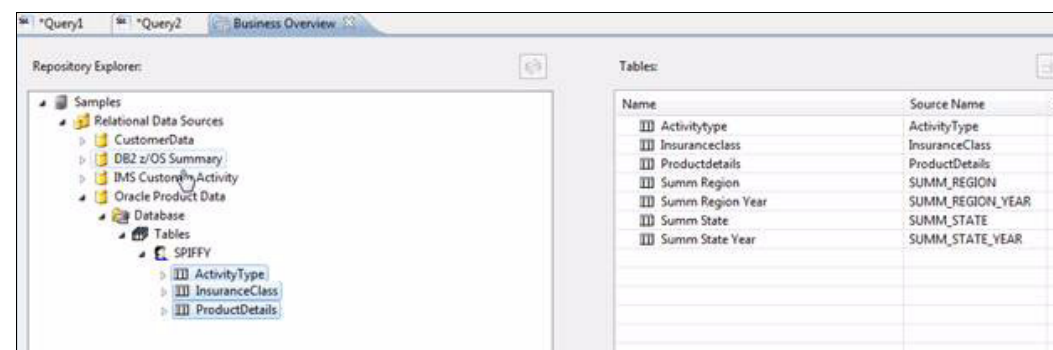 *Query1 *Query2 Business Overview
Repository Explorer:
Samples
Relational Data Sources
CustomerData
DB2 z/OS Summary
IMS Customer Activity
Oracle Product Data
Database
Tables
SPIFFY
ActivityType
InsuranceClass
ProductDetails
Tables:
Name Source Name
Activitytype ActivityType
Insuranceclass InsuranceClass
Productdetails ProductDetails
Summ Region SUMM_REGION
Summ Region Year SUMM_REGION_YEAR
Summ State SUMM_STATE
Summ State Year SUMM_STATE_YEAR